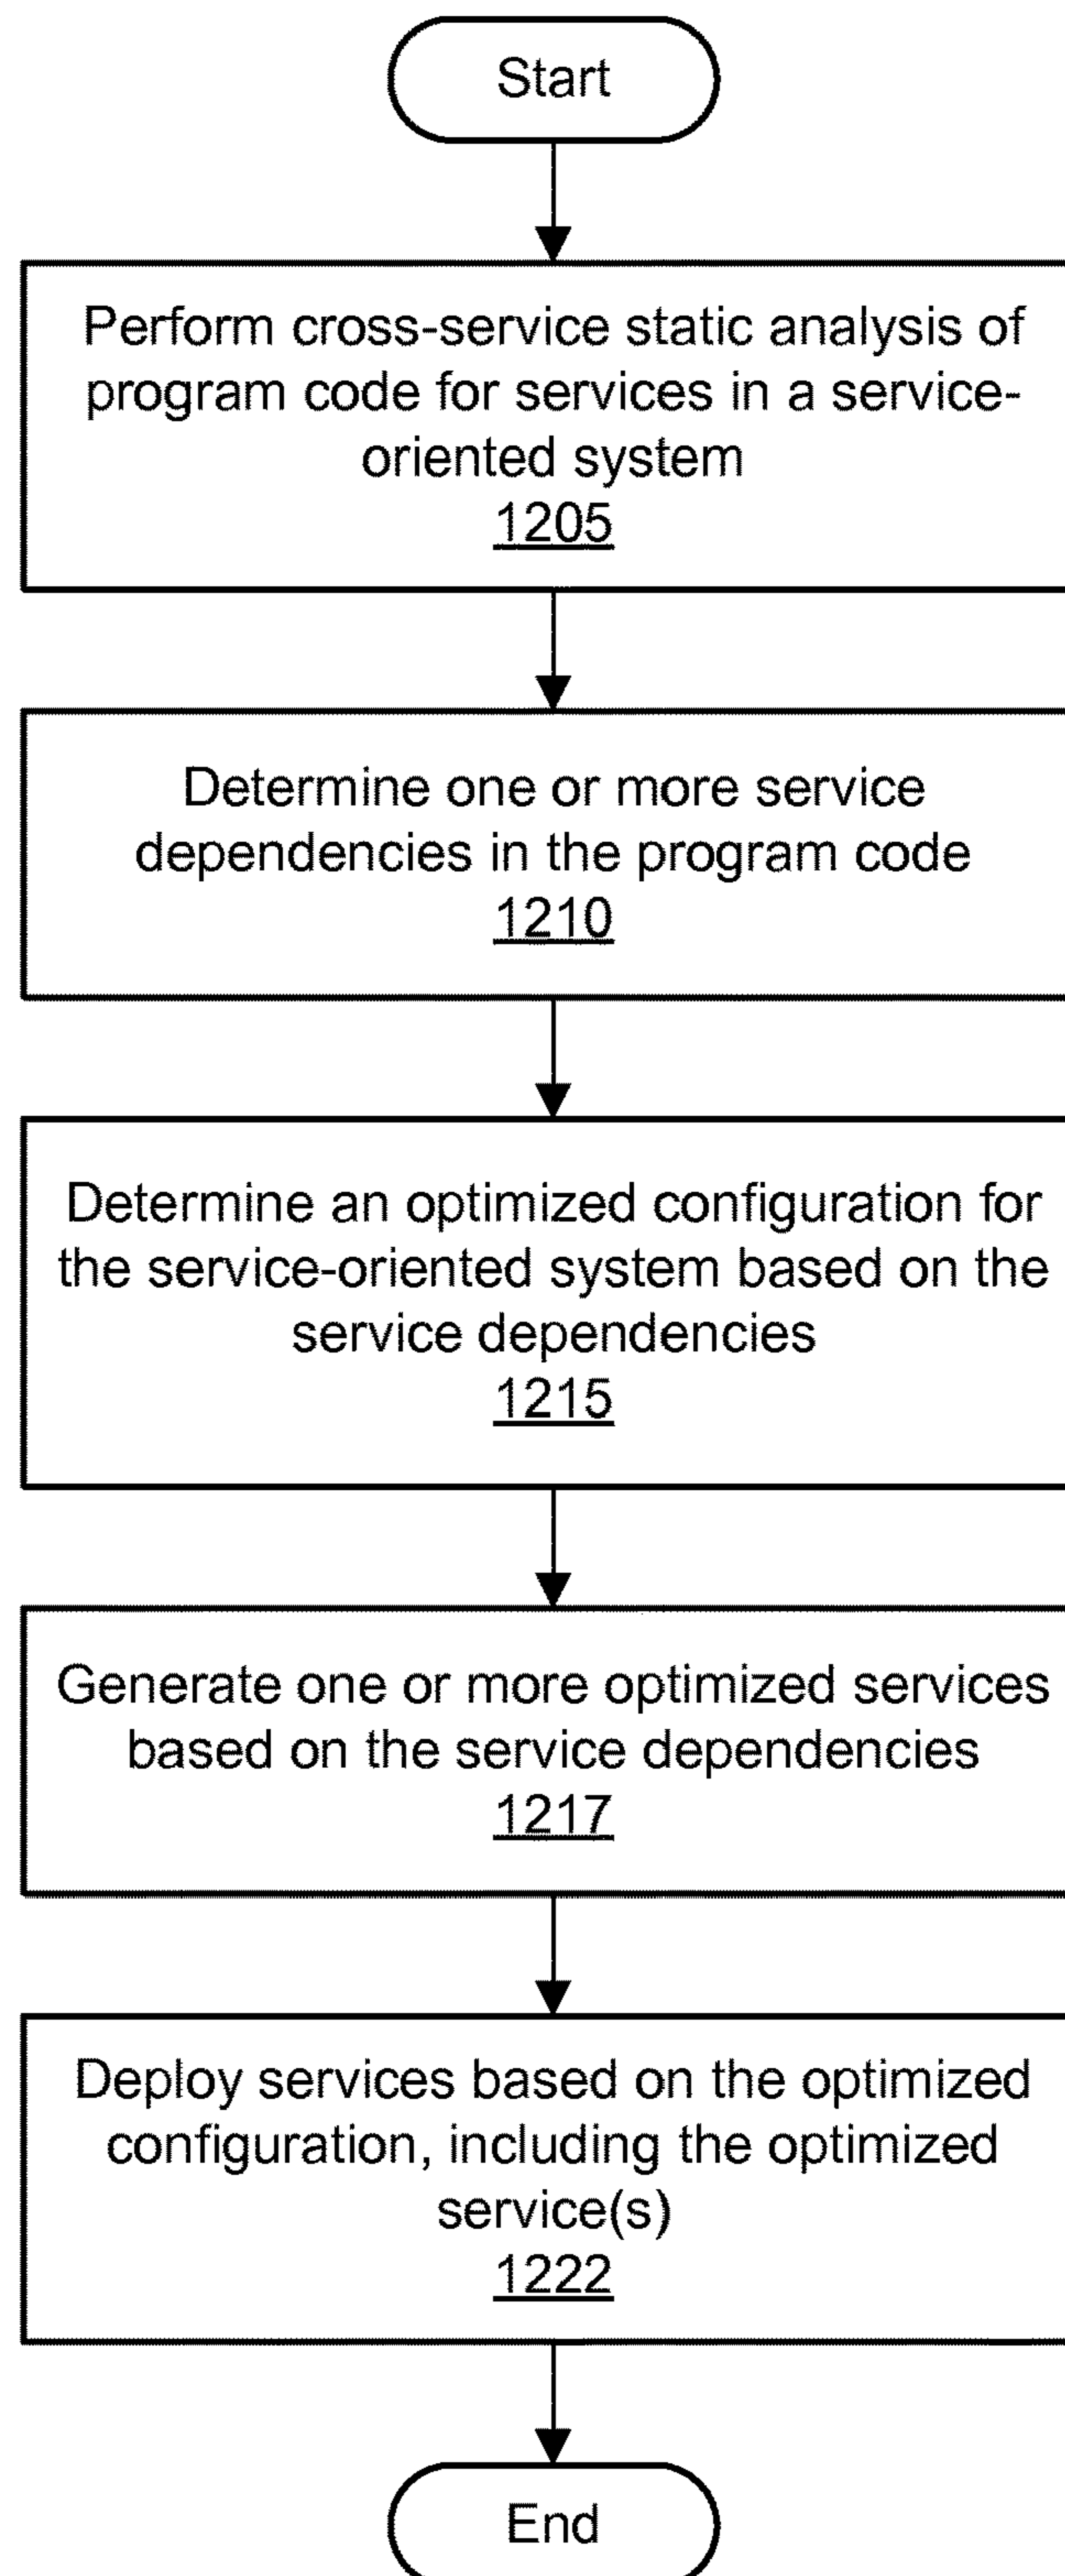 Start
Perform cross-service static analysis of
program code for services in a service-
oriented system
1205
Determine one or more service
dependencies in the program code
1210
Determine an optimized configuration for
the service-oriented system based on the
service dependencies
1215
Generate one or more optimized services
based on the service dependencies
1217
Deploy services based on the optimized
configuration, including the optimized
service(s)
1222
End